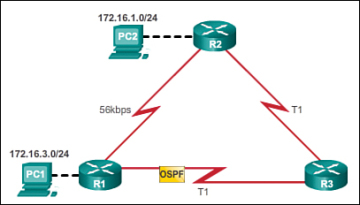 172.16.1.0/24
PC2
R2
56kbps
T1
172.16.3.0/24
PC1
R1
OSPF
T1
R3